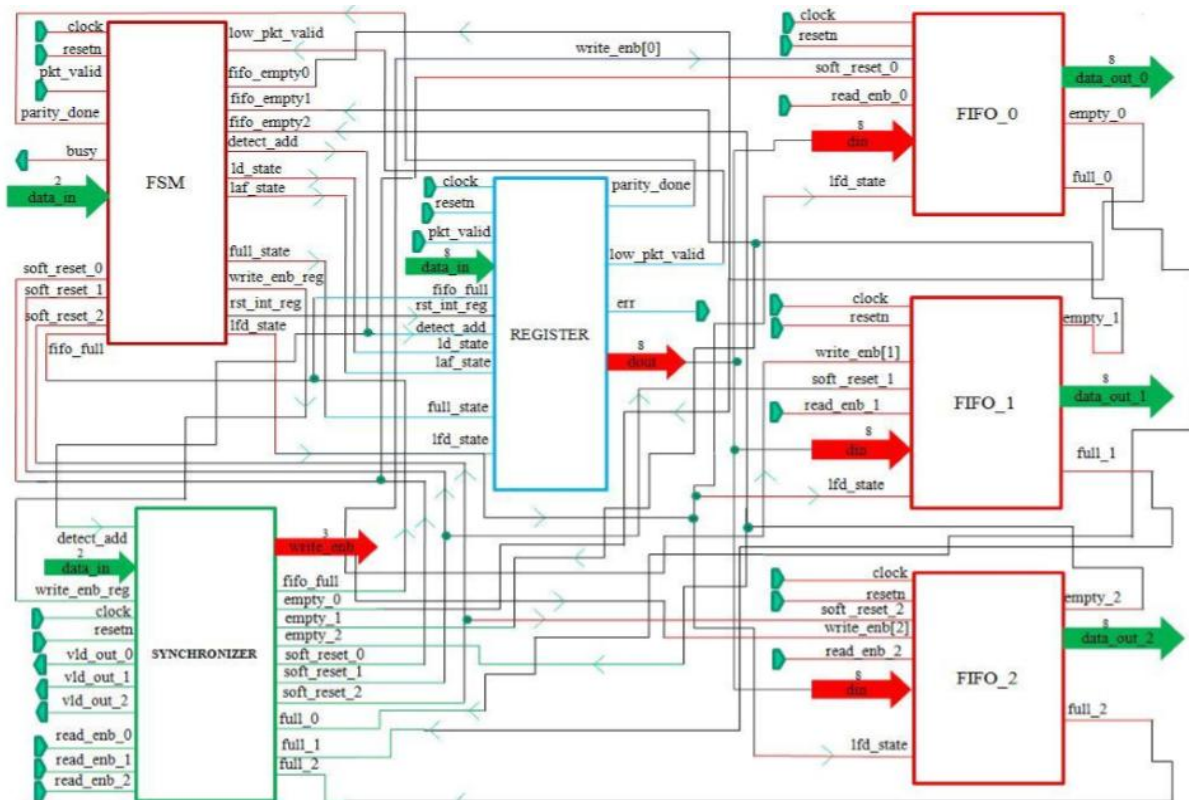 clock
resetn
pkt_valid
parity_done
busy
2
data_in
soft_reset_0
soft_reset_1
soft_reset_2
fifo_full
FSM
low_pkt_valid
fifo_empty0
fifo_empty1
fifo_empty2
detect_add
ld_state
laf_state
full_state
write_enb_reg
rst_int_reg
lfd_state
clock
resetn
pkt_valid
8
data_in
fifo_full
rst_int_reg
detect_add
ld_state
laf_state
full_state
lfd_state
REGISTER
parity_done
low_pkt_valid
err
8
dout
clock
resetn
write_enb[0]
soft_reset_0
read_enb_0
8
din
lfd_state
FIFO_0
8
data_out_0
empty_0
full_0
clock
resetn
write_enb[1]
soft_reset_1
read_enb_1
8
din
lfd_state
FIFO_1
empty_1
8
data_out_1
full_1
detect_add
2
data_in
write_enb_reg
clock
resetn
vld_out_0
vld_out_1
vld_out_2
read_enb_0
read_enb_1
read_enb_2
SYNCHRONIZER
3
write_enb
fifo_full
empty_0
empty_1
empty_2
soft_reset_0
soft_reset_1
soft_reset_2
full_0
full_1
full_2
clock
resetn
soft_reset_2
write_enb[2]
read_enb_2
8
din
lfd_state
FIFO_2
empty_2
8
data_out_2
full_2